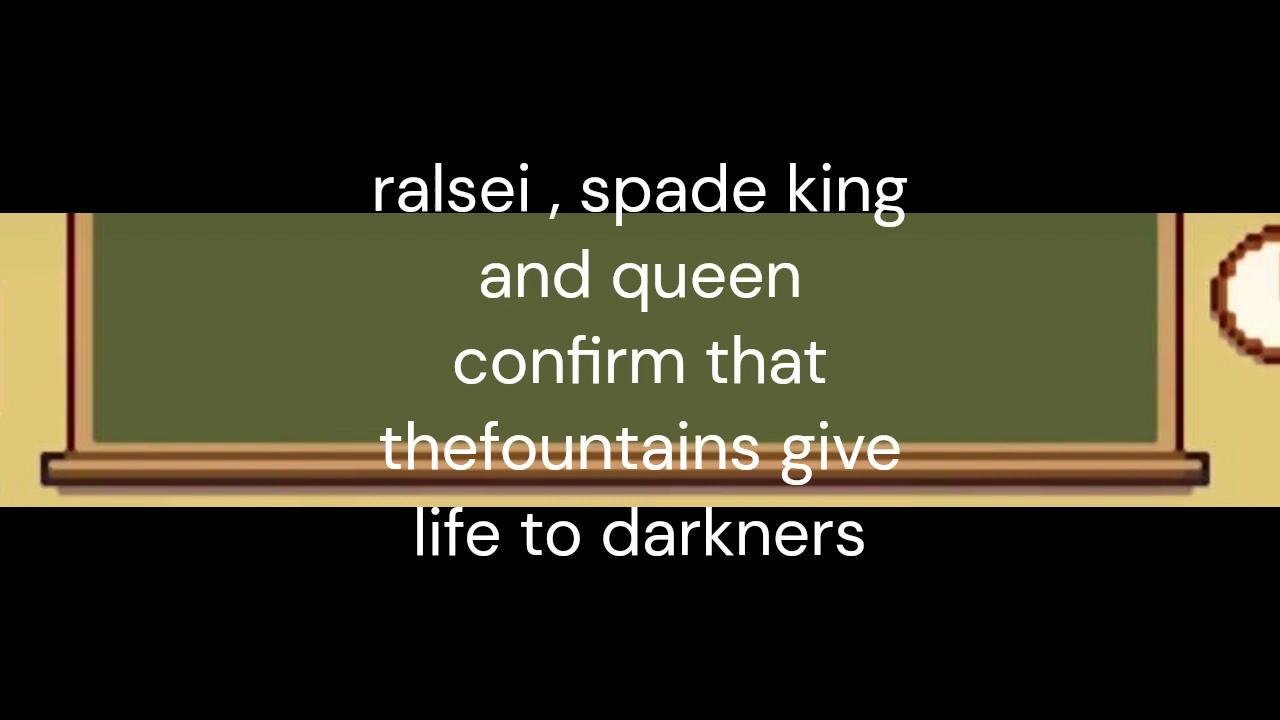 ralsei , spade king
and queen
confirm that
thefountains give
life to darkners